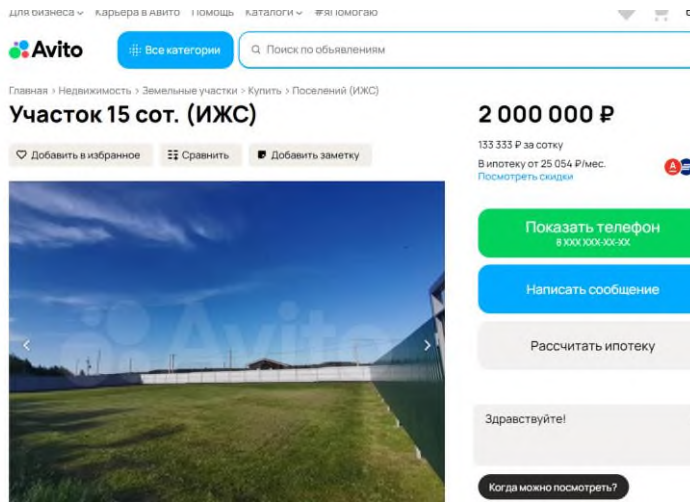 Для бизнеса Карьера в Авито Помощь Каталоги #яПомогаю
Avito
Все категории
Поиск по объявлениям
Главная > Недвижимость > Земельные участки > Купить > Поселений (ИЖС)
Участок 15 сот. (ИЖС)
Добавить в избранное
Сравнить
Добавить заметку
Avito
2 000 000 ₽
133 333 ₽ за сотку
В ипотеку от 25 054 ₽/мес.
Посмотреть скидки
Показать телефон
8 XXX XXX-XX-XX
Написать сообщение
Рассчитать ипотеку
Здравствуйте!
Когда можно посмотреть?